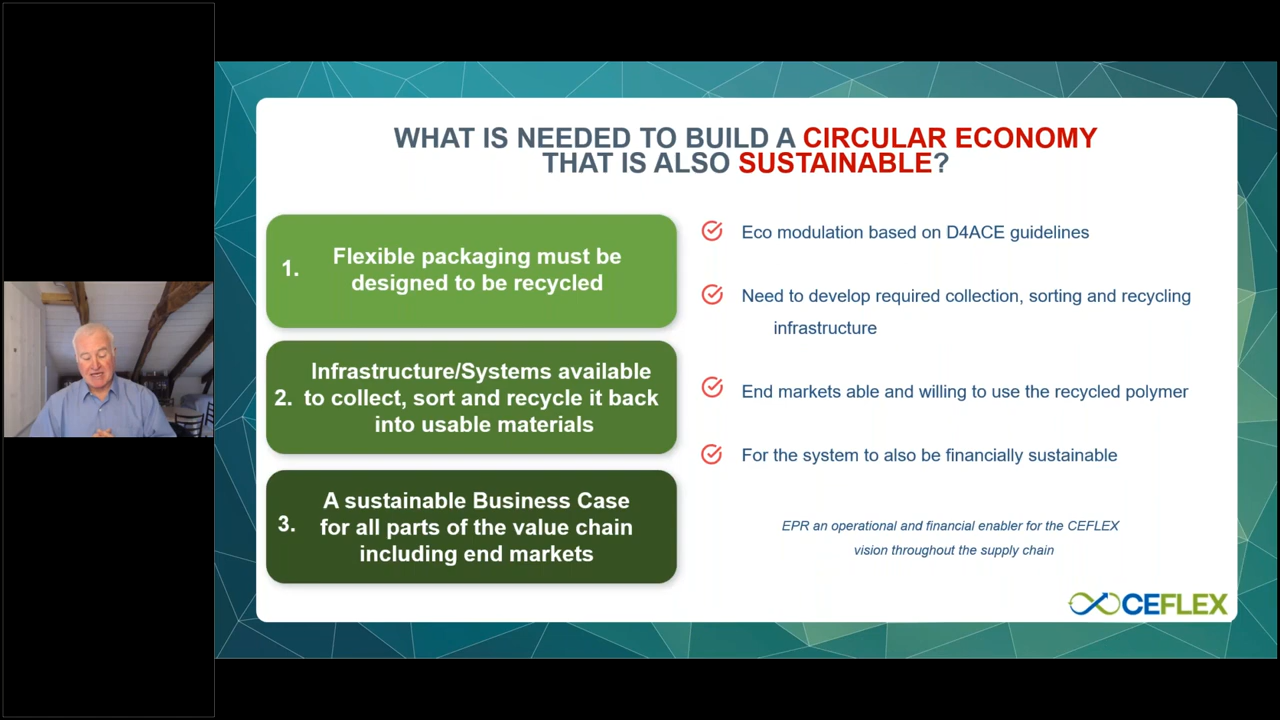 WHAT IS NEEDED TO BUILD A CIRCULAR ECONOMY
THAT IS ALSO SUSTAINABLE?
1.
Flexible packaging must be
designed to be recycled
Infrastructure/Systems available
2. to collect, sort and recycle it back
into usable materials
A sustainable Business Case
3. for all parts of the value chain
including end markets
Eco modulation based on D4ACE guidelines
Need to develop required collection, sorting and recycling
infrastructure
End markets able and willing to use the recycled polymer
For the system to also be financially sustainable
EPR an operational and financial enabler for the CEFLEX
vision throughout the supply chain
CEFLEX